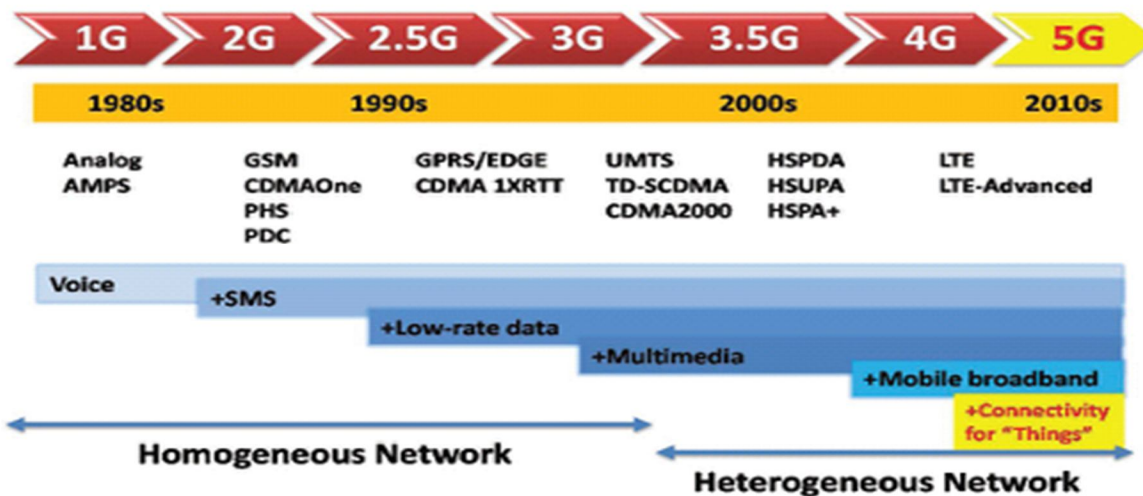 1G 2G 2.5G 3G 3.5G 4G 5G
1980s 1990s 2000s 2010s
Analog GSM GPRS/EDGE UMTS HSPDA LTE
AMPS CDMAOne CDMA 1XRTT TD-SCDMA HSUPA LTE-Advanced
PHS CDMA2000 HSPA+
PDC
Voice
+SMS
+Low-rate data
+Multimedia
+Mobile broadband
+Connectivity
for “Things”
Homogeneous Network
Heterogeneous Network